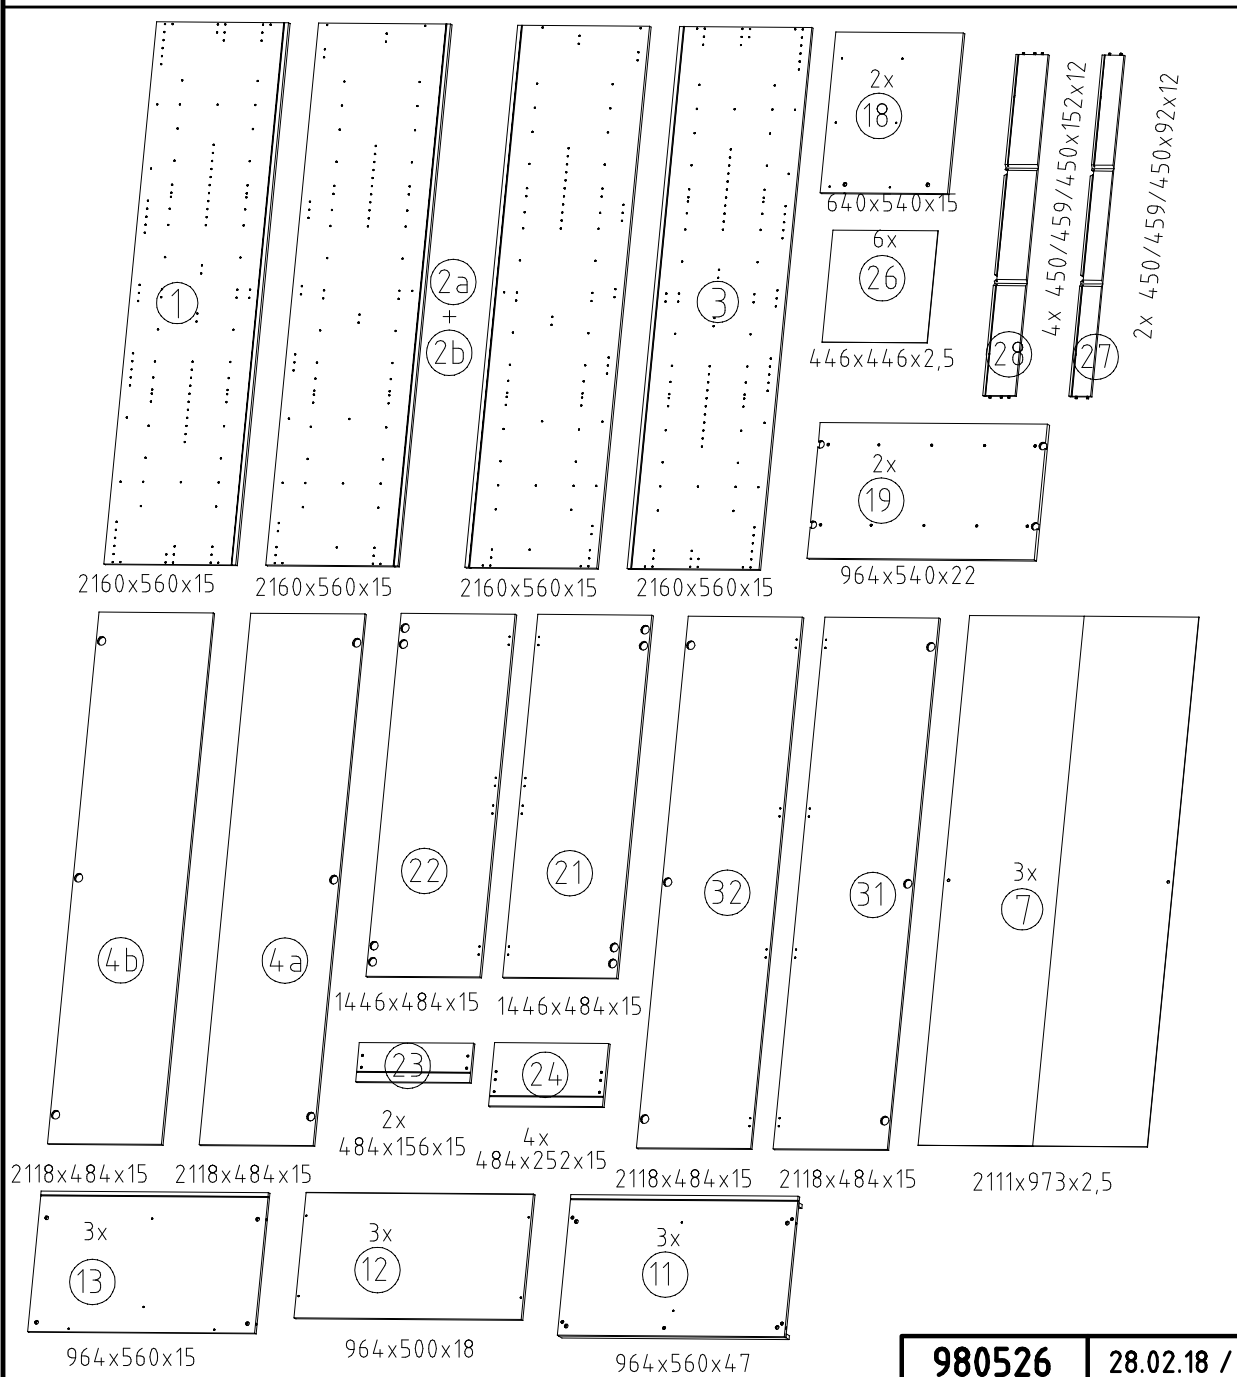 1
2a
+
2b
3
2x
18
640x540x15
6x
26
446x446x2,5
28
4x 450/459/450x152x12
27
2x 450/459/450x92x12
2x
19
964x540x22
2160x560x15
2160x560x15
2160x560x15
2160x560x15
4b
4a
22
21
32
31
3x
7
1446x484x15
1446x484x15
23
24
2x
484x156x15
4x
484x252x15
2118x484x15
2118x484x15
2118x484x15
2118x484x15
2111x973x2,5
3x
13
3x
12
3x
11
964x560x15
964x500x18
964x560x47
980526
28.02.18 /